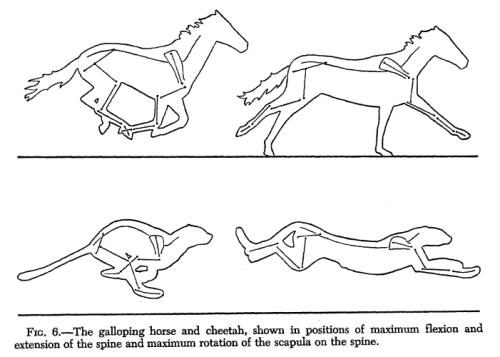 FIG. 6.—The galloping horse and cheetah, shown in positions of maximum flexion and
extension of the spine and maximum rotation of the scapula on the spine.